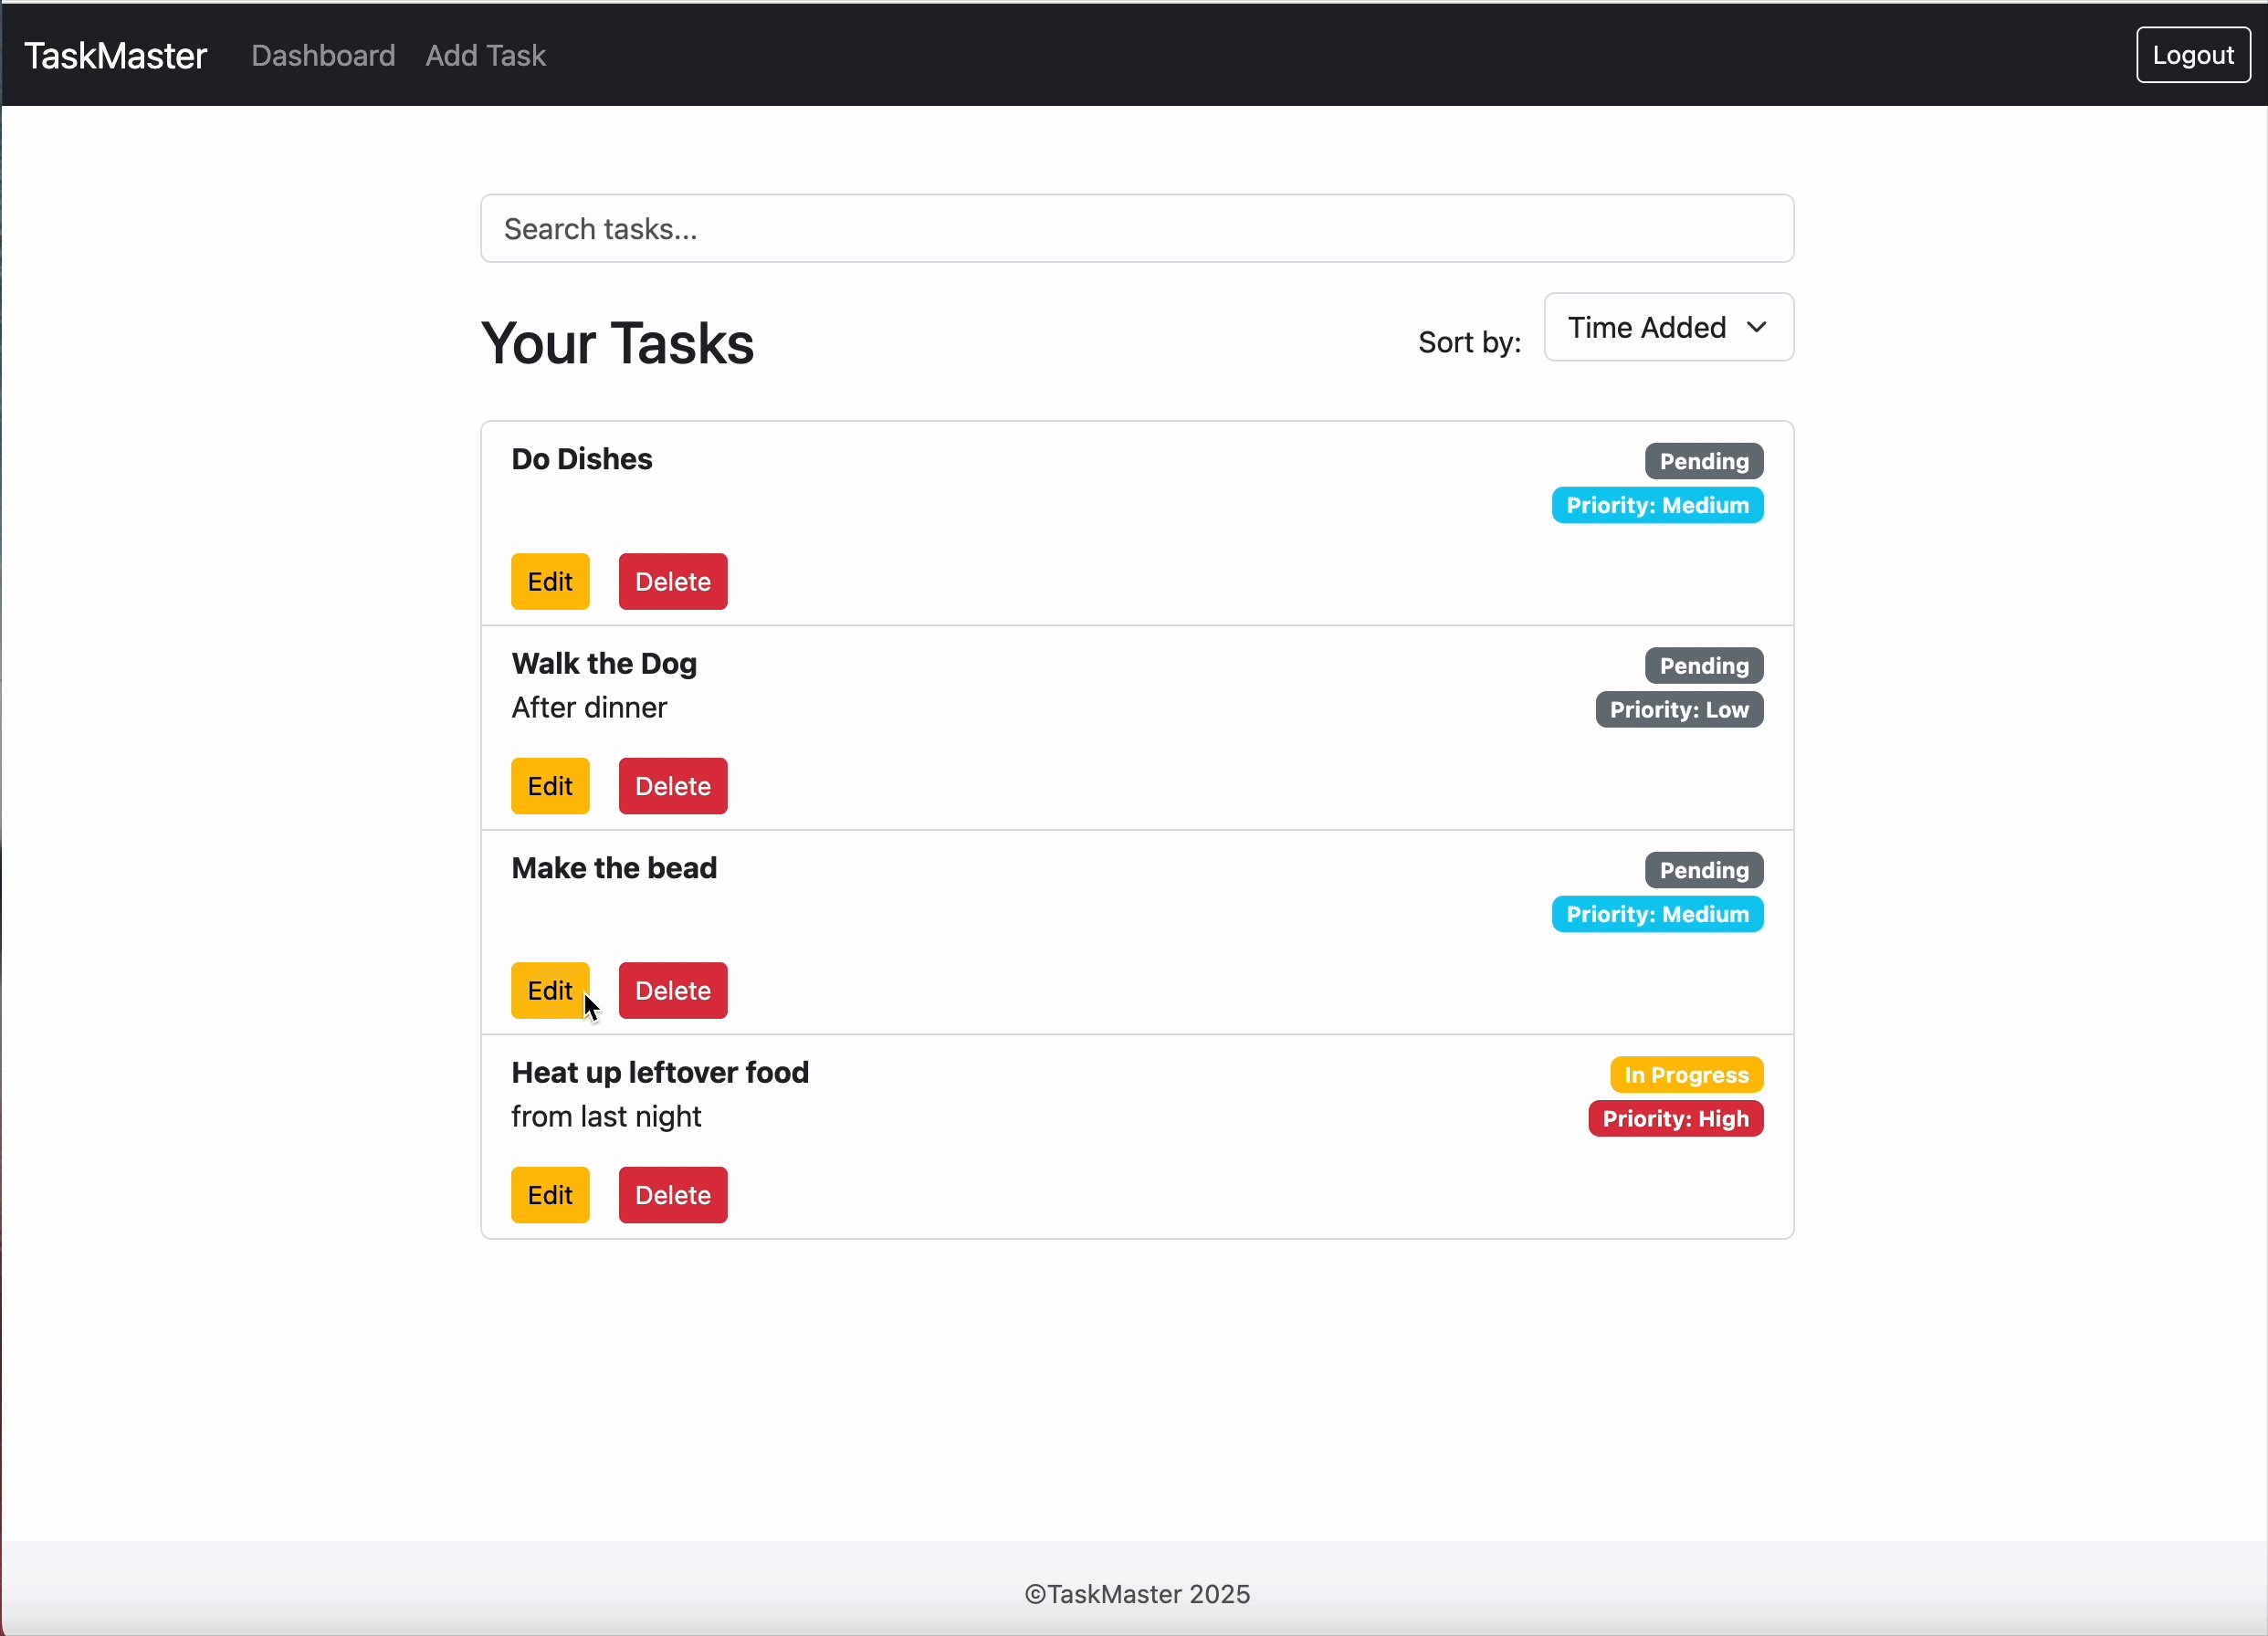 TaskMaster Dashboard Add Task Logout
Search tasks...
Your Tasks Sort by: Time Added
Do Dishes Pending
Priority: Medium
Edit Delete
Walk the Dog Pending
After dinner Priority: Low
Edit Delete
Make the bead Pending
Priority: Medium
Edit Delete
Heat up leftover food In Progress
from last night Priority: High
Edit Delete
©TaskMaster 2025